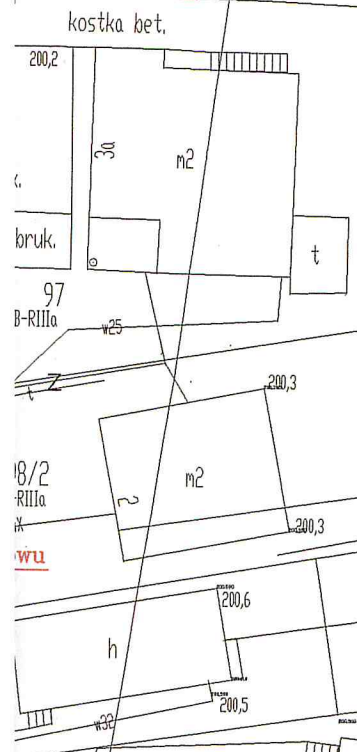 kostka bet.
200,2
3a
m2
bruk.
t
97
B-RIIIa
w25
t
200,3
98/2
-RIIIa
2
m2
200,3
owu
200,6
h
200,5
w32